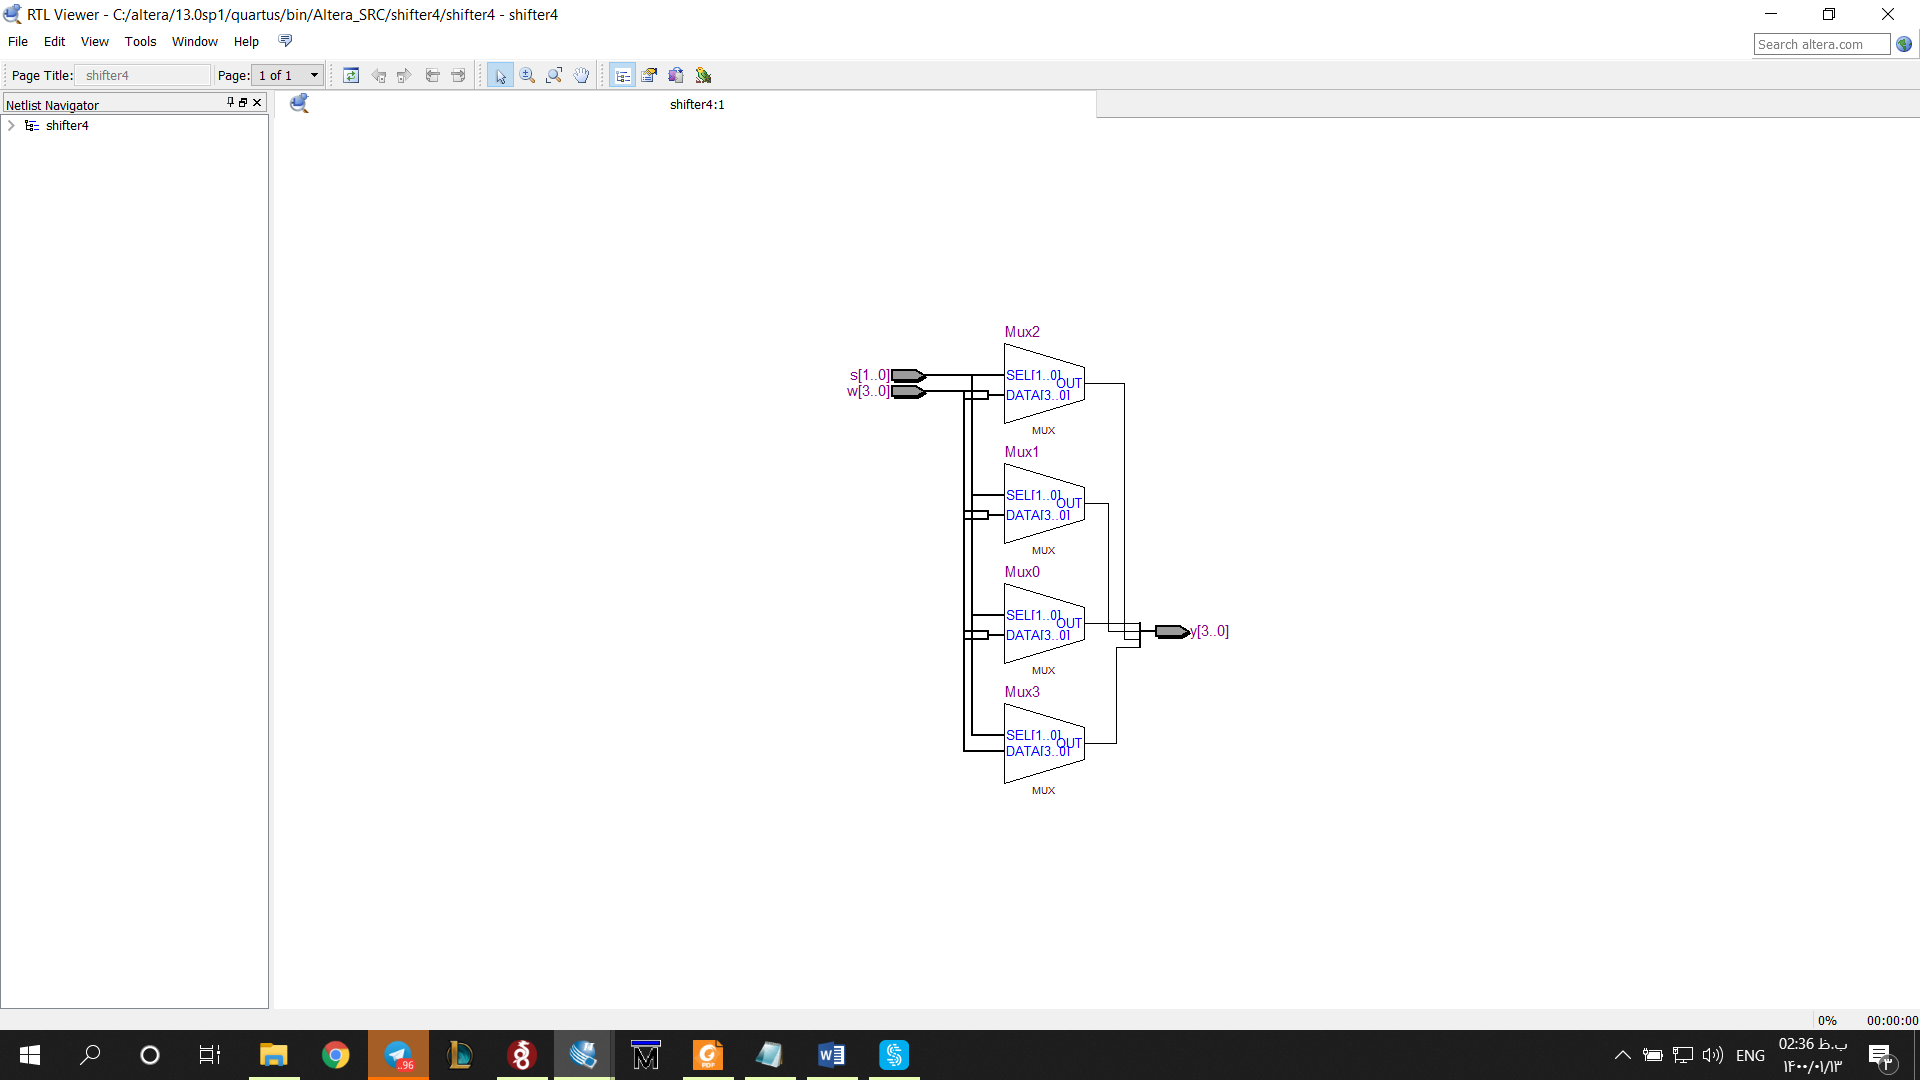 RTL Viewer - C:/altera/13.0sp1/quartus/bin/Altera_SRC/shifter4/shifter4 - shifter4
File Edit View Tools Window Help
Search altera.com
Page Title: shifter4 Page: 1 of 1
Netlist Navigator
shifter4:1
shifter4
Mux2
s[1..0]
w[3..0]
SEL[1..0]
OUT
DATA[3..0]
MUX
Mux1
SEL[1..0]
OUT
DATA[3..0]
MUX
Mux0
SEL[1..0]
OUT
DATA[3..0]
MUX
y[3..0]
Mux3
SEL[1..0]
OUT
DATA[3..0]
MUX
0% 00:00:00
..96
PDF
ENG
02:36 ب.ظ
۱۴۰۰/۰۱/۱۳
۳